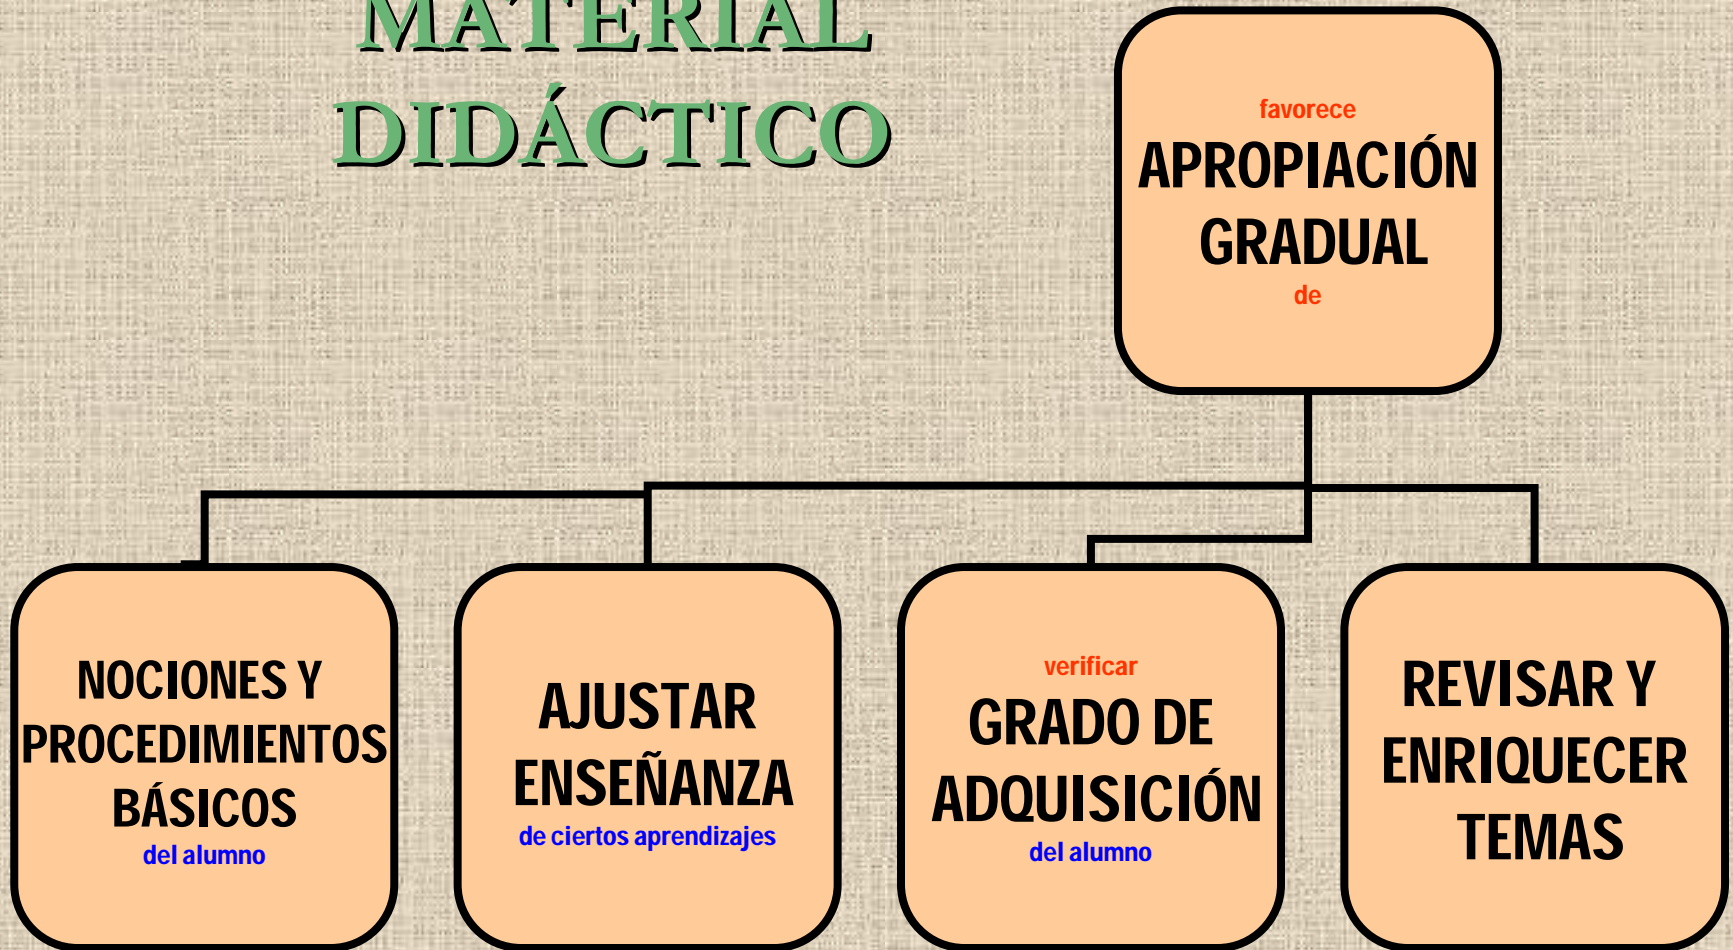 MATERIAL
DIDÁCTICO
favorece
APROPIACIÓN
GRADUAL
de
NOCIONES Y
PROCEDIMIENTOS
BÁSICOS
del alumno
AJUSTAR
ENSEÑANZA
de ciertos aprendizajes
verificar
GRADO DE
ADQUISICIÓN
del alumno
REVISAR Y
ENRIQUECER
TEMAS